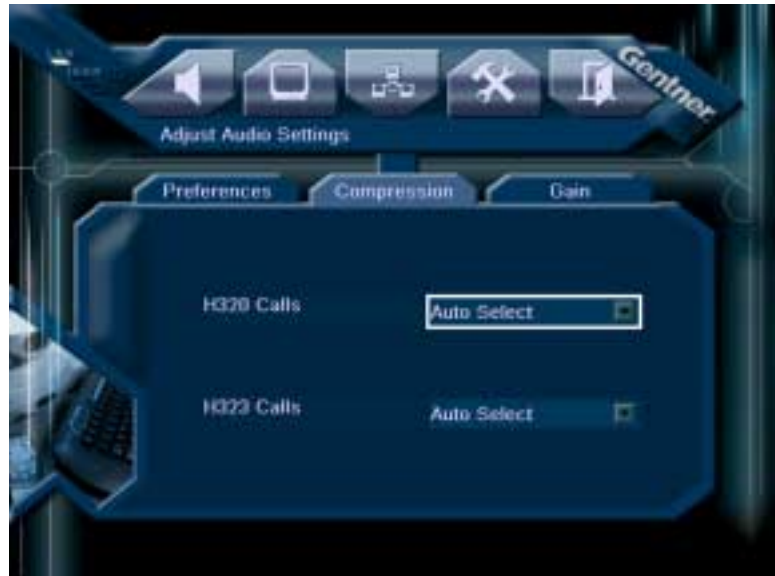 Gentner
Adjust Audio Settings
Preferences
Compression
Gain
H320 Calls
Auto Select
H323 Calls
Auto Select